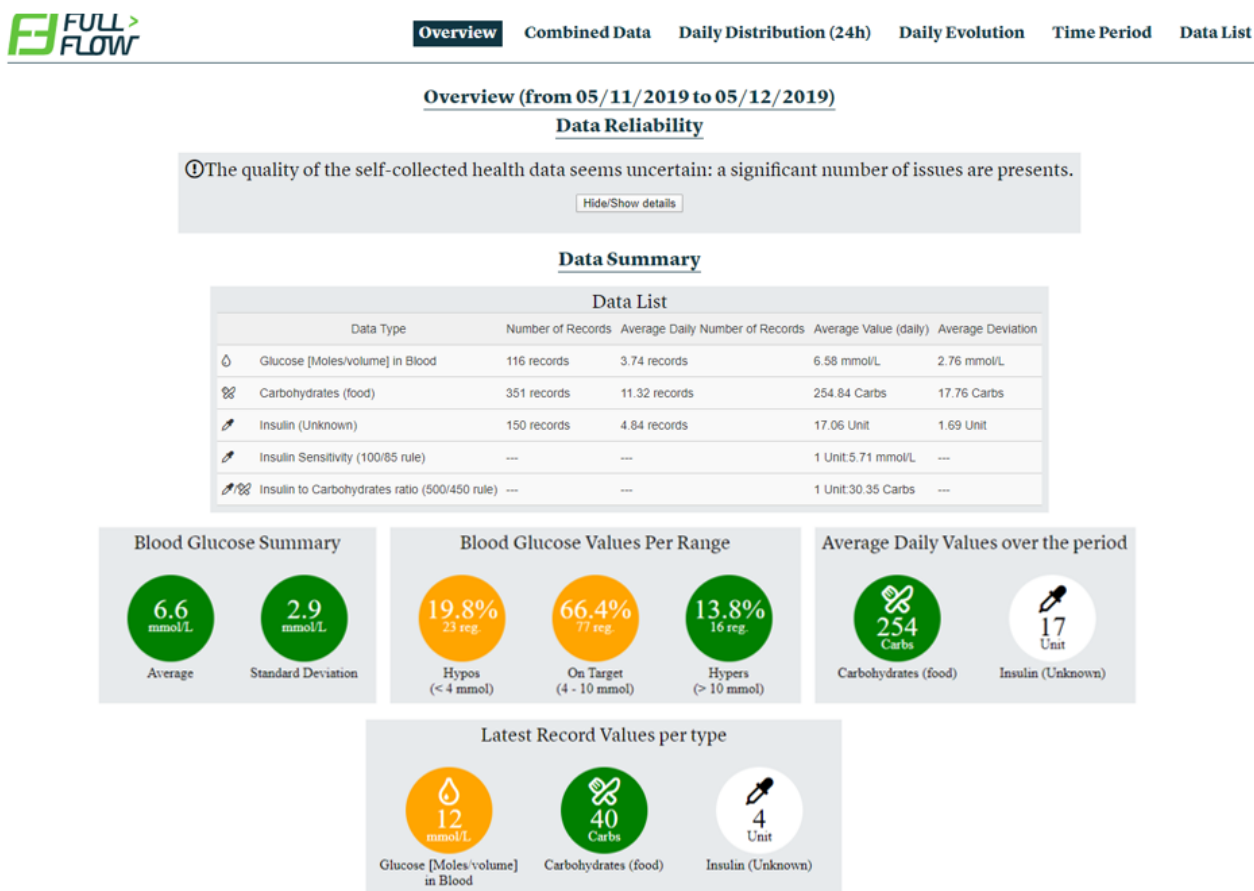 FULL >
FLOW
Overview Combined Data Daily Distribution (24h) Daily Evolution Time Period Data List
Overview (from 05/11/2019 to 05/12/2019)
Data Reliability
The quality of the self-collected health data seems uncertain: a significant number of issues are presents.
Hide/Show details
Data Summary
Data List
Data Type Number of Records Average Daily Number of Records Average Value (daily) Average Deviation
Glucose [Moles/volume] in Blood 116 records 3.74 records 6.58 mmol/L 2.76 mmol/L
Carbohydrates (food) 351 records 11.32 records 254.84 Carbs 17.76 Carbs
Insulin (Unknown) 150 records 4.84 records 17.06 Unit 1.69 Unit
Insulin Sensitivity (100/85 rule) --- --- 1 Unit:5.71 mmol/L ---
Insulin to Carbohydrates ratio (500/450 rule) --- --- 1 Unit:30.35 Carbs ---
Blood Glucose Summary
6.6
mmol/L
Average
2.9
mmol/L
Standard Deviation
Blood Glucose Values Per Range
19.8%
23 reg.
Hypos
(< 4 mmol)
66.4%
77 reg.
On Target
(4 - 10 mmol)
13.8%
16 reg.
Hypers
(> 10 mmol)
Average Daily Values over the period
254
Carbs
Carbohydrates (food)
17
Unit
Insulin (Unknown)
Latest Record Values per type
12
mmol/L
Glucose [Moles/volume]
in Blood
40
Carbs
Carbohydrates (food)
4
Unit
Insulin (Unknown)